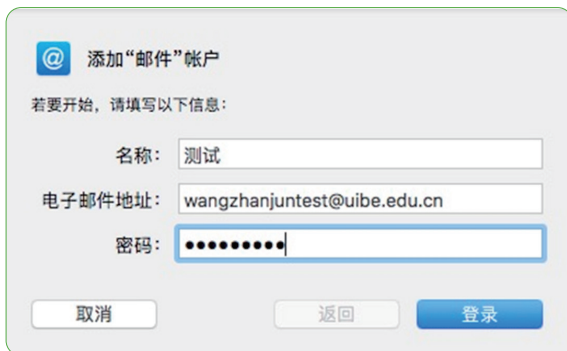 @ 添加“邮件”帐户
若要开始，请填写以下信息：
名称： 测试
电子邮件地址： wangzhanjuntest@uibe.edu.cn
密码： ●●●●●●●●●
取消 返回 登录